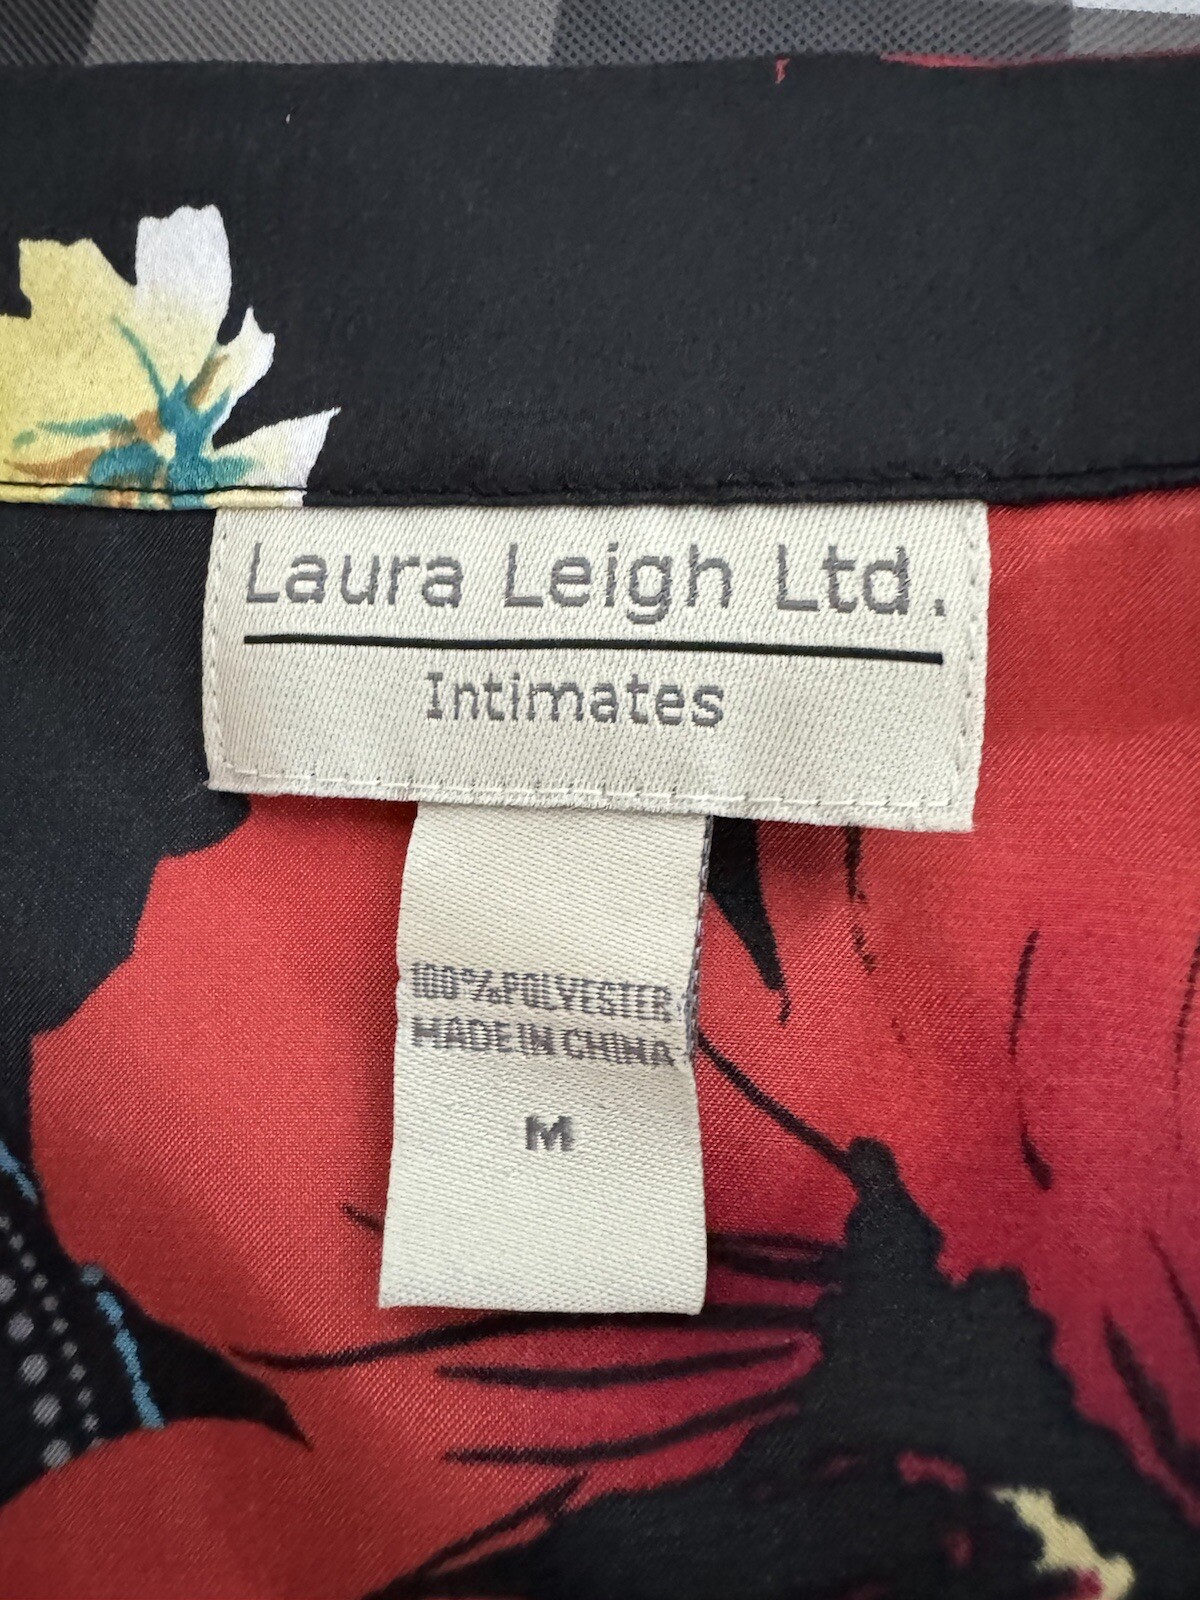 Laura Leigh Ltd.
Intimates
100% POLYESTER
MADE IN CHINA
M